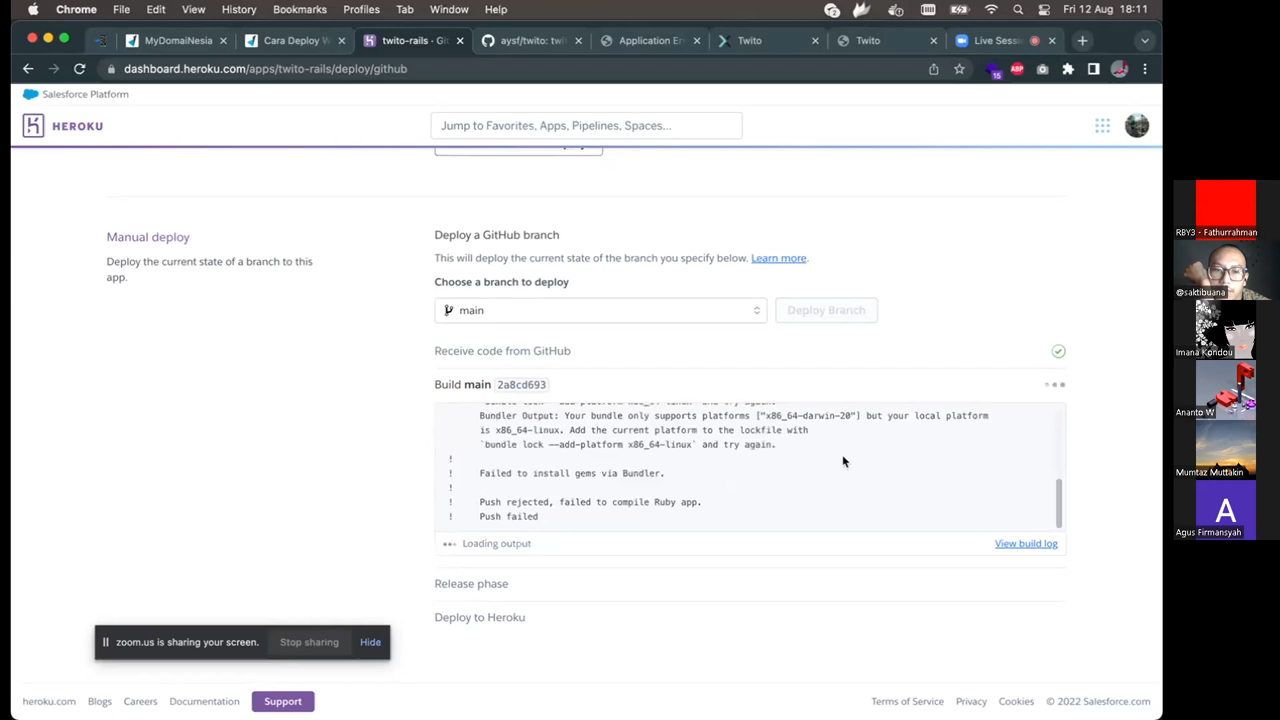 Chrome File Edit View History Bookmarks Profiles Tab Window Help
2
Fri 12 Aug 18:11
MyDomaiNesia
Cara Deploy W
twito-rails · Git
aysf/twito: tw
Application Er
Twito
Twito
Live Sessi
dashboard.heroku.com/apps/twito-rails/deploy/github
15
ABP
Salesforce Platform
HEROKU
Jump to Favorites, Apps, Pipelines, Spaces...
Manual deploy
Deploy the current state of a branch to this
app.
Deploy a GitHub branch
This will deploy the current state of the branch you specify below. Learn more.
Choose a branch to deploy
main
Deploy Branch
Receive code from GitHub
Build main 2a8cd693
Bundler Output: Your bundle only supports platforms ["x86_64-darwin-20"] but your local platform
is x86_64-linux. Add the current platform to the lockfile with
`bundle lock --add-platform x86_64-linux` and try again.
!
! Failed to install gems via Bundler.
!
! Push rejected, failed to compile Ruby app.
! Push failed
Loading output
View build log
Release phase
Deploy to Heroku
zoom.us is sharing your screen.
Stop sharing
Hide
heroku.com Blogs Careers Documentation Support
Terms of Service Privacy Cookies © 2022 Salesforce.com
RBY3 - Fathurrahman
@saktibuana
Imana Kondou
Ananto W
Mumtaz Muttakin
A
Agus Firmansyah